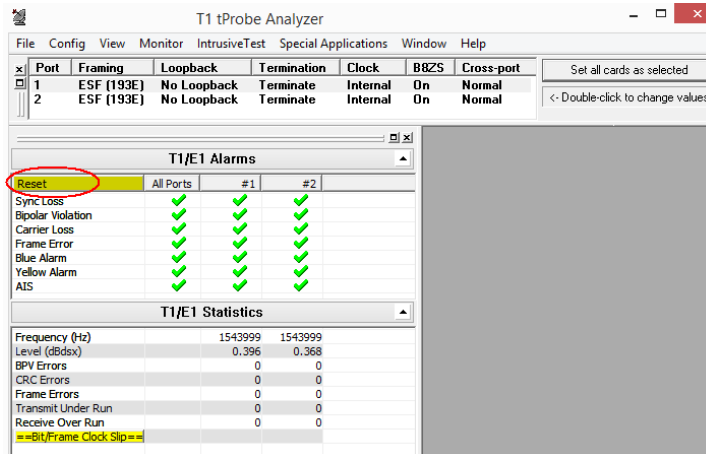 T1 tProbe Analyzer
File Config View Monitor IntrusiveTest Special Applications Window Help
Port Framing Loopback Termination Clock B8ZS Cross-port
1 ESF (193E) No Loopback Terminate Internal On Normal
2 ESF (193E) No Loopback Terminate Internal On Normal
Set all cards as selected
<- Double-click to change values
T1/E1 Alarms
Reset All Ports #1 #2
Sync Loss
Bipolar Violation
Carrier Loss
Frame Error
Blue Alarm
Yellow Alarm
AIS
T1/E1 Statistics
Frequency (Hz) 1543999 1543999
Level (dBdsx) 0.396 0.368
BPV Errors 0 0
CRC Errors 0 0
Frame Errors 0 0
Transmit Under Run 0 0
Receive Over Run 0 0
==Bit/Frame Clock Slip==